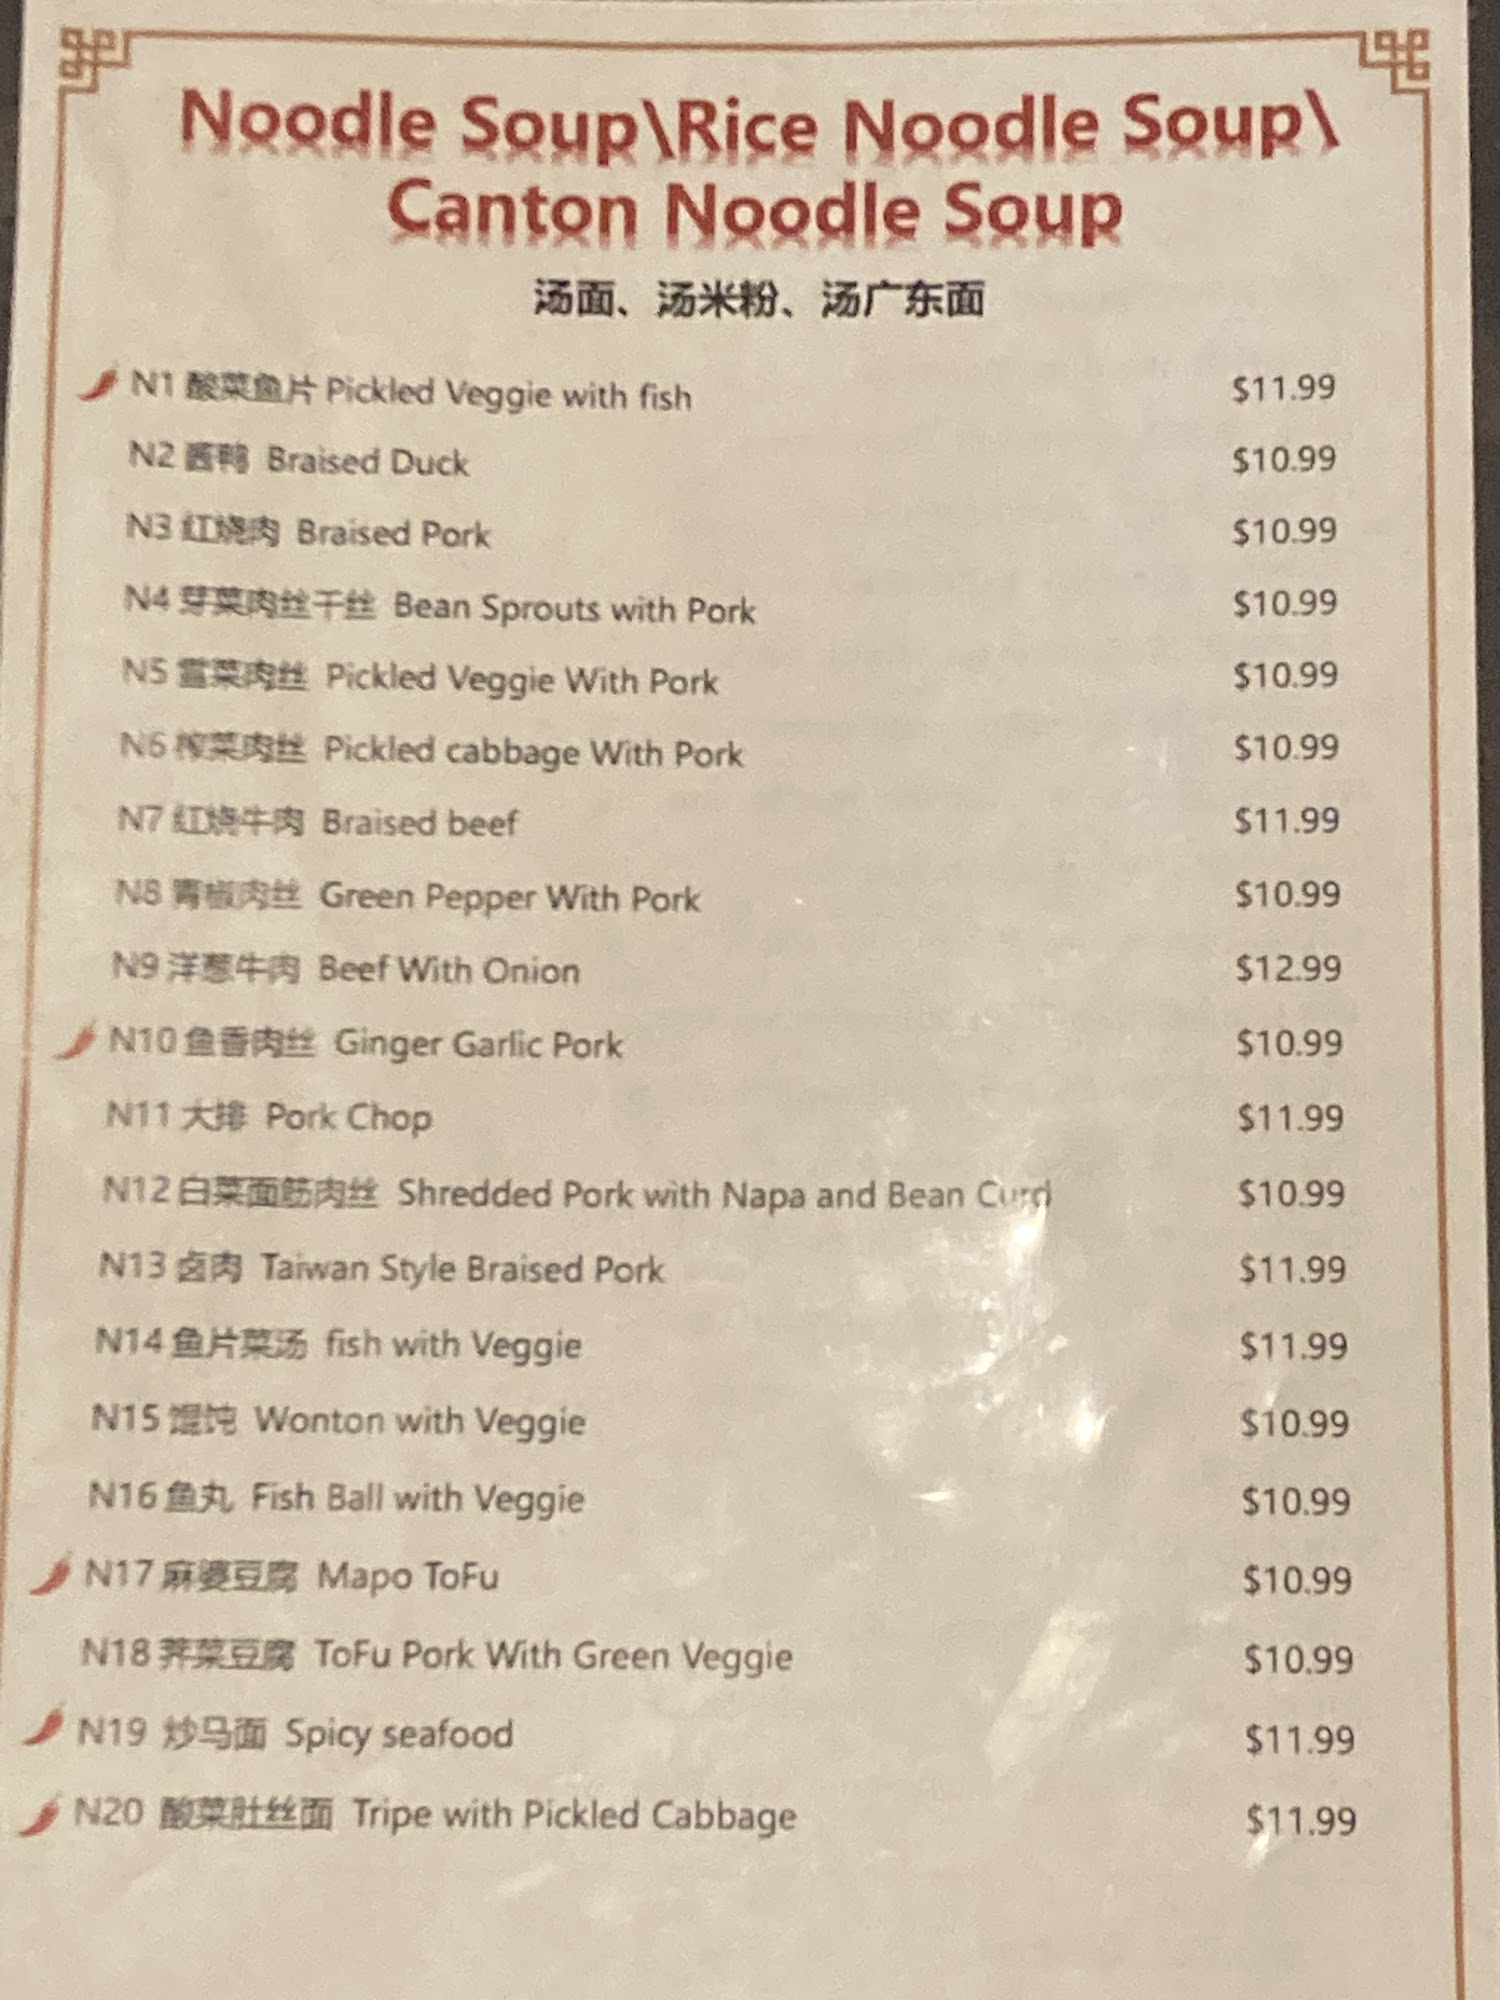 Noodle Soup\Rice Noodle Soup\
Canton Noodle Soup
汤面、汤米粉、汤广东面
N1 酸菜鱼片 Pickled Veggie with fish $11.99
N2 酱鸭 Braised Duck $10.99
N3 红烧肉 Braised Pork $10.99
N4 芽菜肉丝干丝 Bean Sprouts with Pork $10.99
N5 雪菜肉丝 Pickled Veggie With Pork $10.99
N6 榨菜肉丝 Pickled cabbage With Pork $10.99
N7 红烧牛肉 Braised beef $11.99
N8 青椒肉丝 Green Pepper With Pork $10.99
N9 洋葱牛肉 Beef With Onion $12.99
N10 鱼香肉丝 Ginger Garlic Pork $10.99
N11 大排 Pork Chop $11.99
N12 白菜面筋肉丝 Shredded Pork with Napa and Bean Curd $10.99
N13 卤肉 Taiwan Style Braised Pork $11.99
N14 鱼片菜汤 fish with Veggie $11.99
N15 馄饨 Wonton with Veggie $10.99
N16 鱼丸 Fish Ball with Veggie $10.99
N17 麻婆豆腐 Mapo ToFu $10.99
N18 荠菜豆腐 ToFu Pork With Green Veggie $10.99
N19 炒马面 Spicy seafood $11.99
N20 酸菜肚丝面 Tripe with Pickled Cabbage $11.99